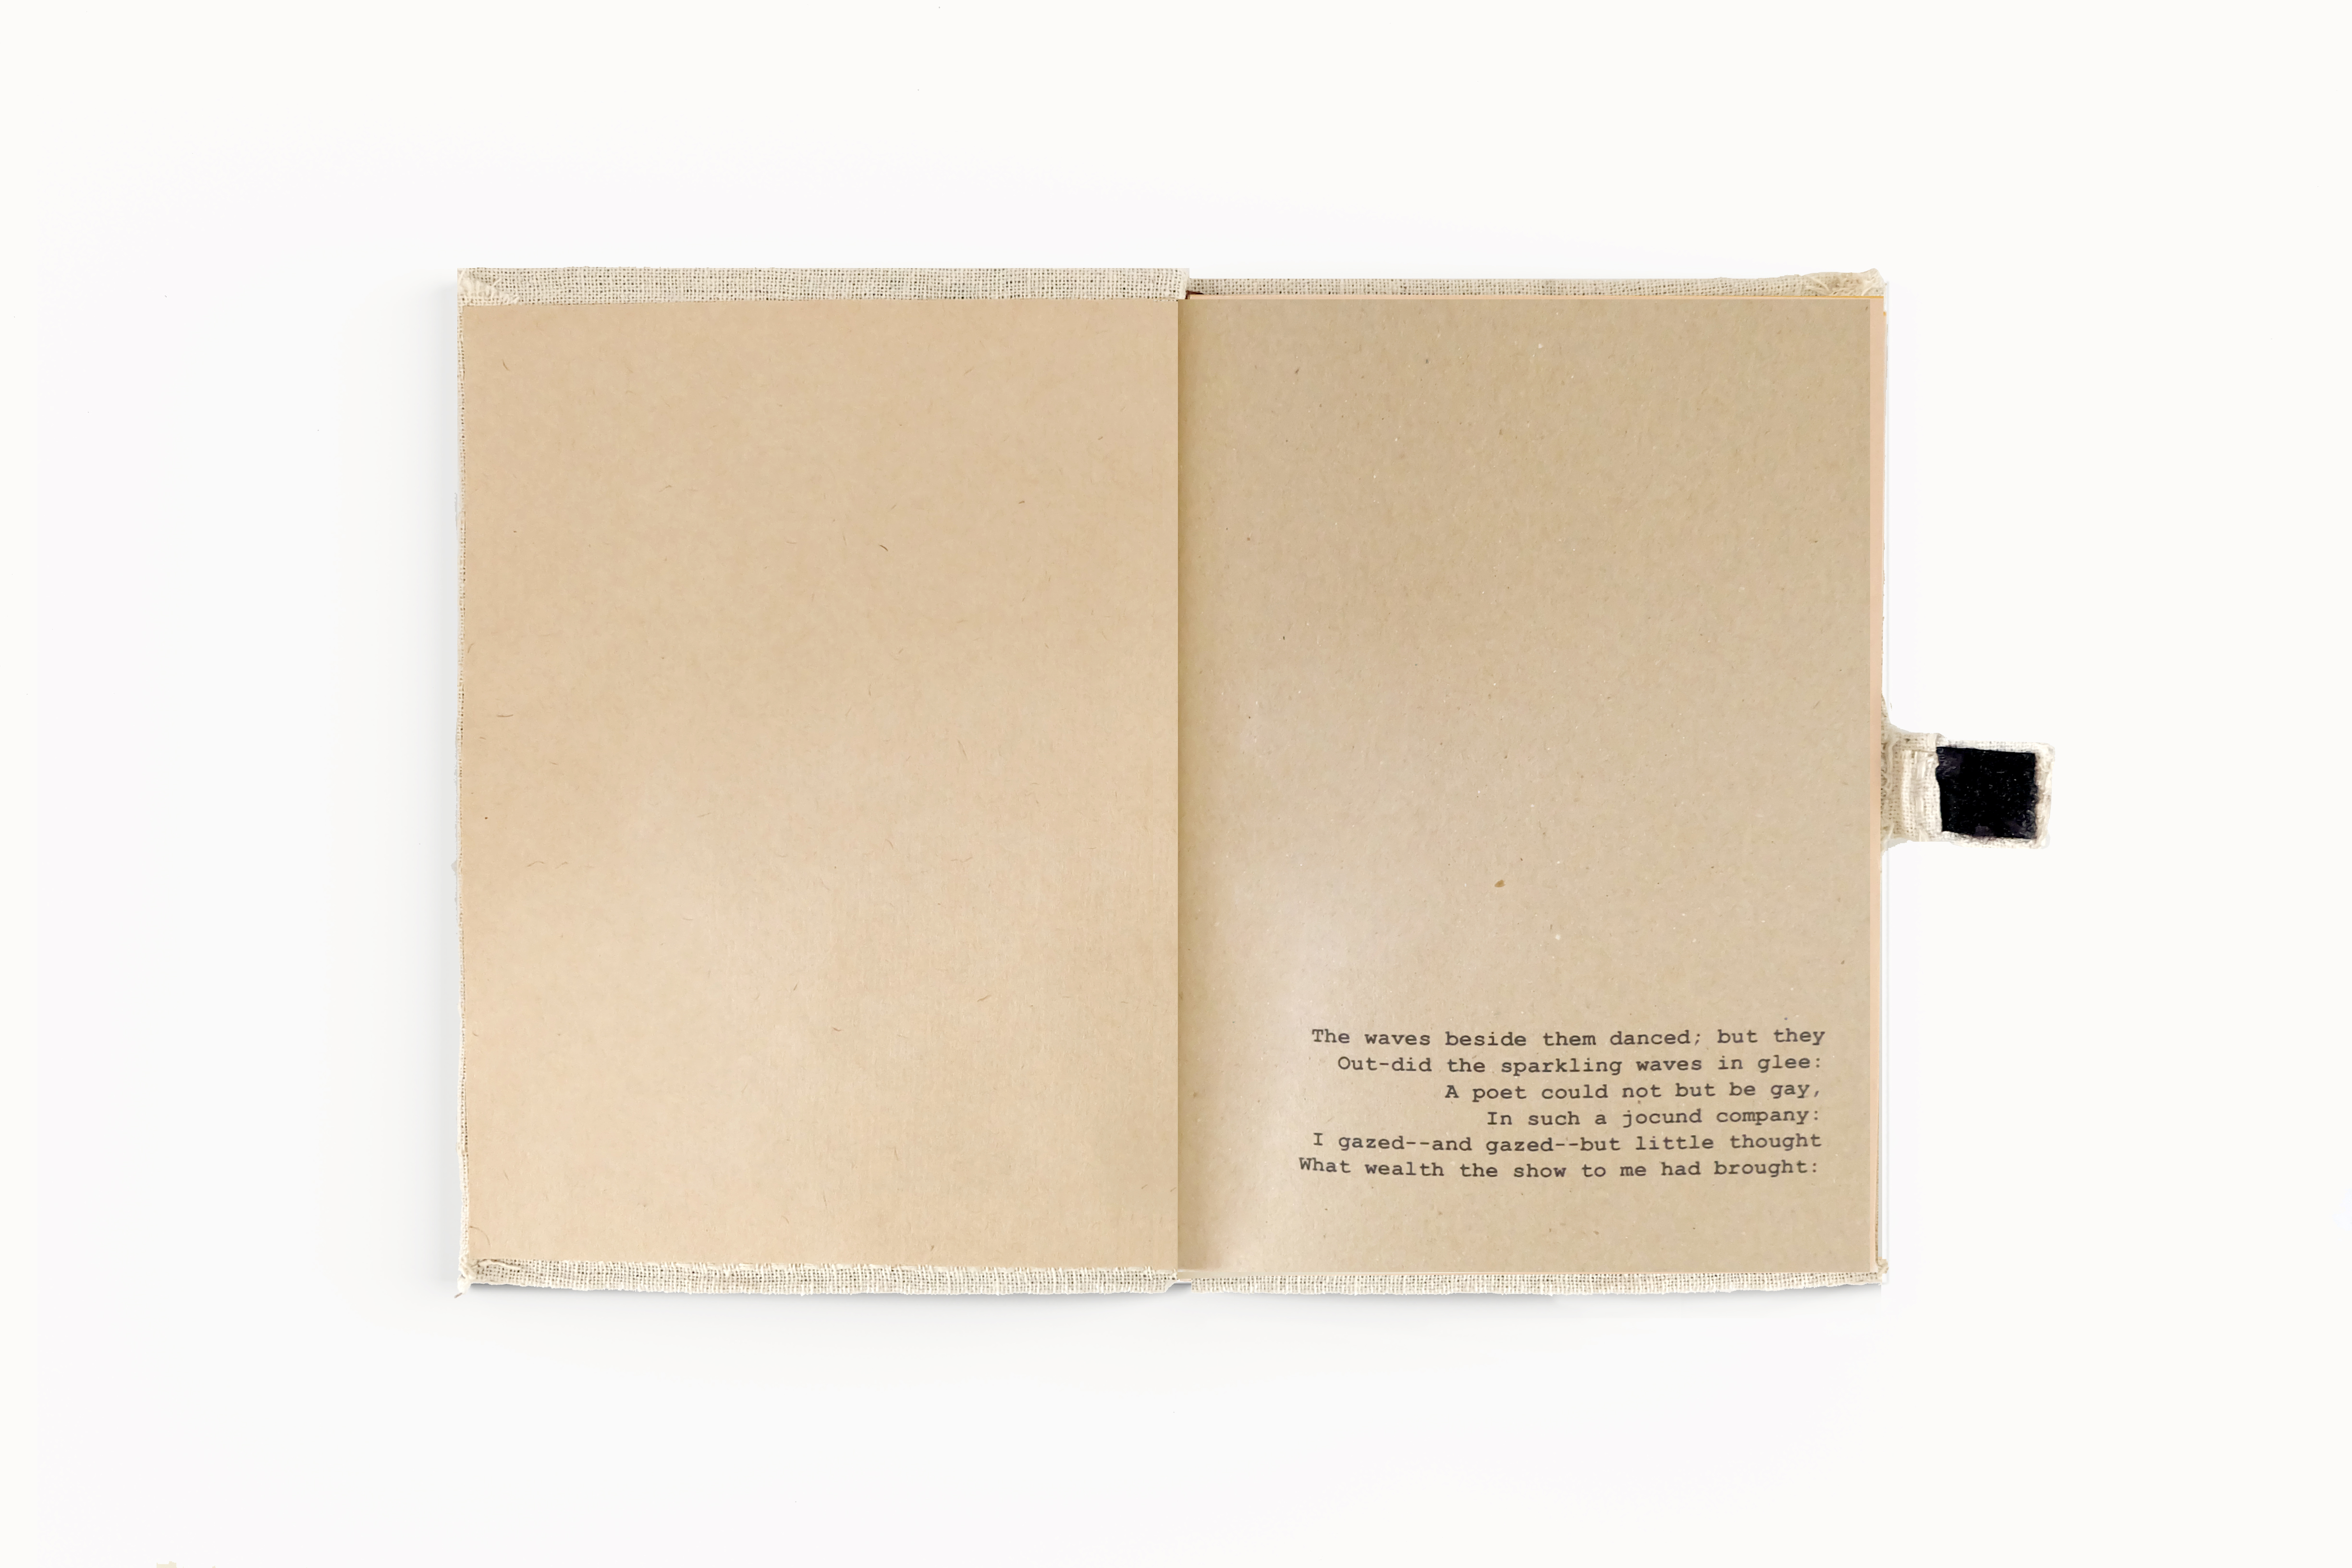 The waves beside them danced; but they
Out-did the sparkling waves in glee:
A poet could not but be gay,
In such a jocund company:
I gazed--and gazed--but little thought
What wealth the show to me had brought: